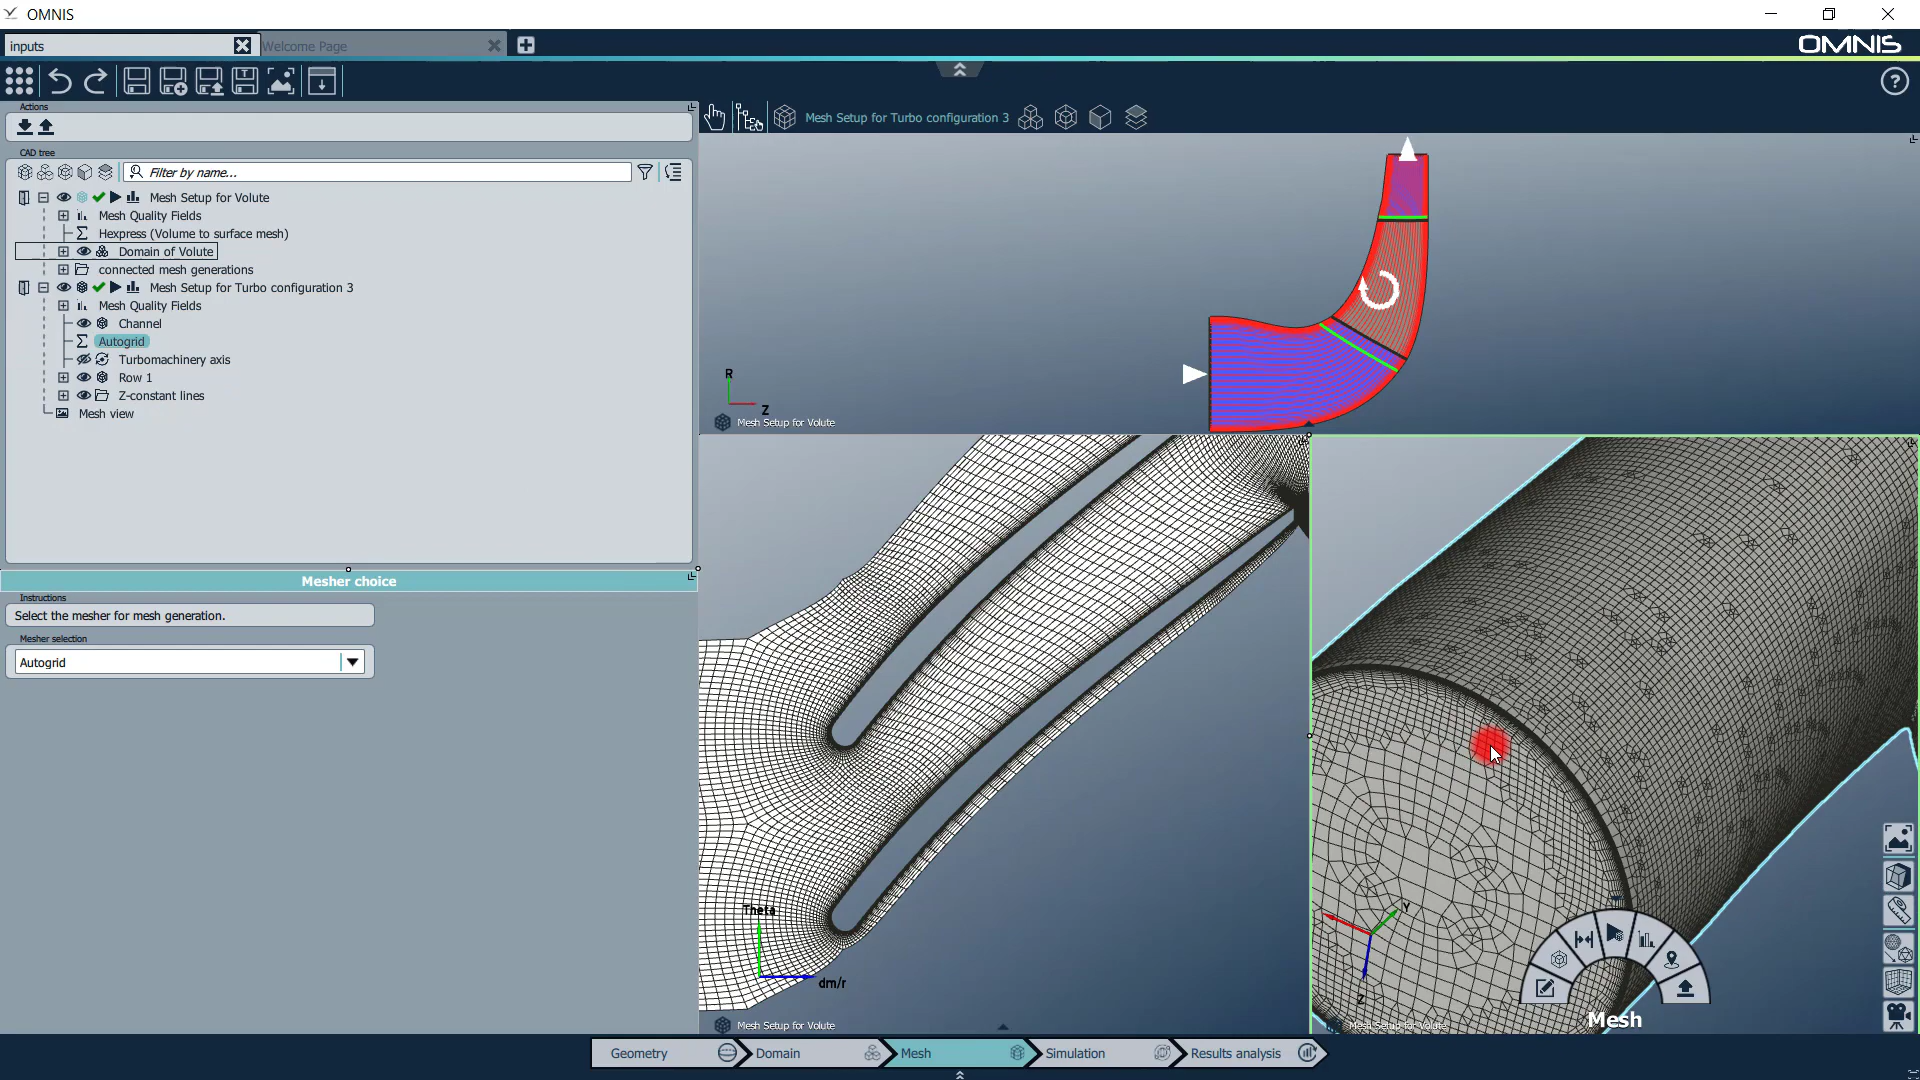 OMNIS
inputs
Welcome Page
OMNIS
Actions
Mesh Setup for Turbo configuration 3
CAD tree
Filter by name...
Mesh Setup for Volute
Mesh Quality Fields
Hexpress (Volume to surface mesh)
Domain of Volute
connected mesh generations
Mesh Setup for Turbo configuration 3
Mesh Quality Fields
Channel
Autogrid
Turbomachinery axis
Row 1
Z-constant lines
Mesh view
R
Z
Mesh Setup for Volute
Mesher choice
Instructions
Select the mesher for mesh generation.
Mesher selection
Autogrid
Theta
dm/r
Mesh Setup for Volute
Y
Z
Mesh
Mesh Setup for Volute
Geometry
Domain
Mesh
Simulation
Results analysis